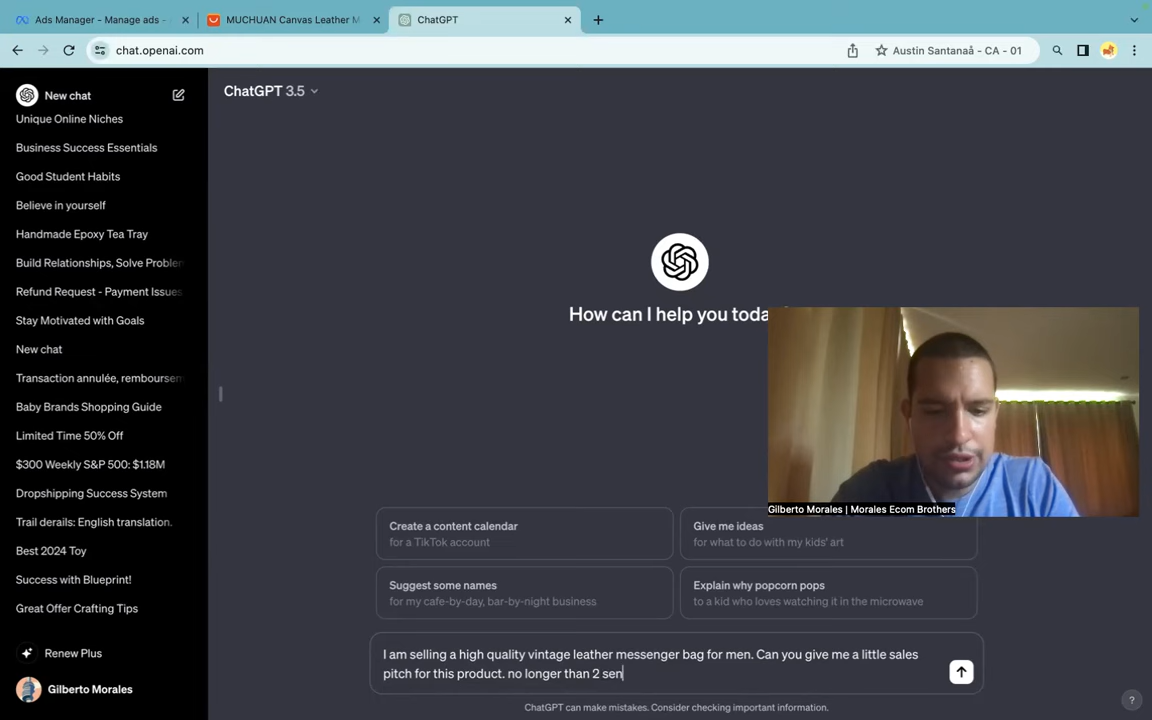 Ads Manager - Manage ads -
MUCHUAN Canvas Leather M
ChatGPT
chat.openai.com
Austin Santanaâ - CA - 01
New chat
ChatGPT 3.5
Unique Online Niches
Business Success Essentials
Good Student Habits
Believe in yourself
Handmade Epoxy Tea Tray
Build Relationships, Solve Problem
Refund Request - Payment Issues
Stay Motivated with Goals
New chat
Transaction annulée, remboursem
Baby Brands Shopping Guide
Limited Time 50% Off
$300 Weekly S&P 500: $1.18M
Dropshipping Success System
Trail derails: English translation.
Best 2024 Toy
Success with Blueprint!
Great Offer Crafting Tips
Renew Plus
Gilberto Morales
How can I help you toda
Gilberto Morales | Morales Ecom Brothers
Create a content calendar
for a TikTok account
Give me ideas
for what to do with my kids' art
Suggest some names
for my cafe-by-day, bar-by-night business
Explain why popcorn pops
to a kid who loves watching it in the microwave
I am selling a high quality vintage leather messenger bag for men. Can you give me a little sales
pitch for this product. no longer than 2 sen
ChatGPT can make mistakes. Consider checking important information.
?